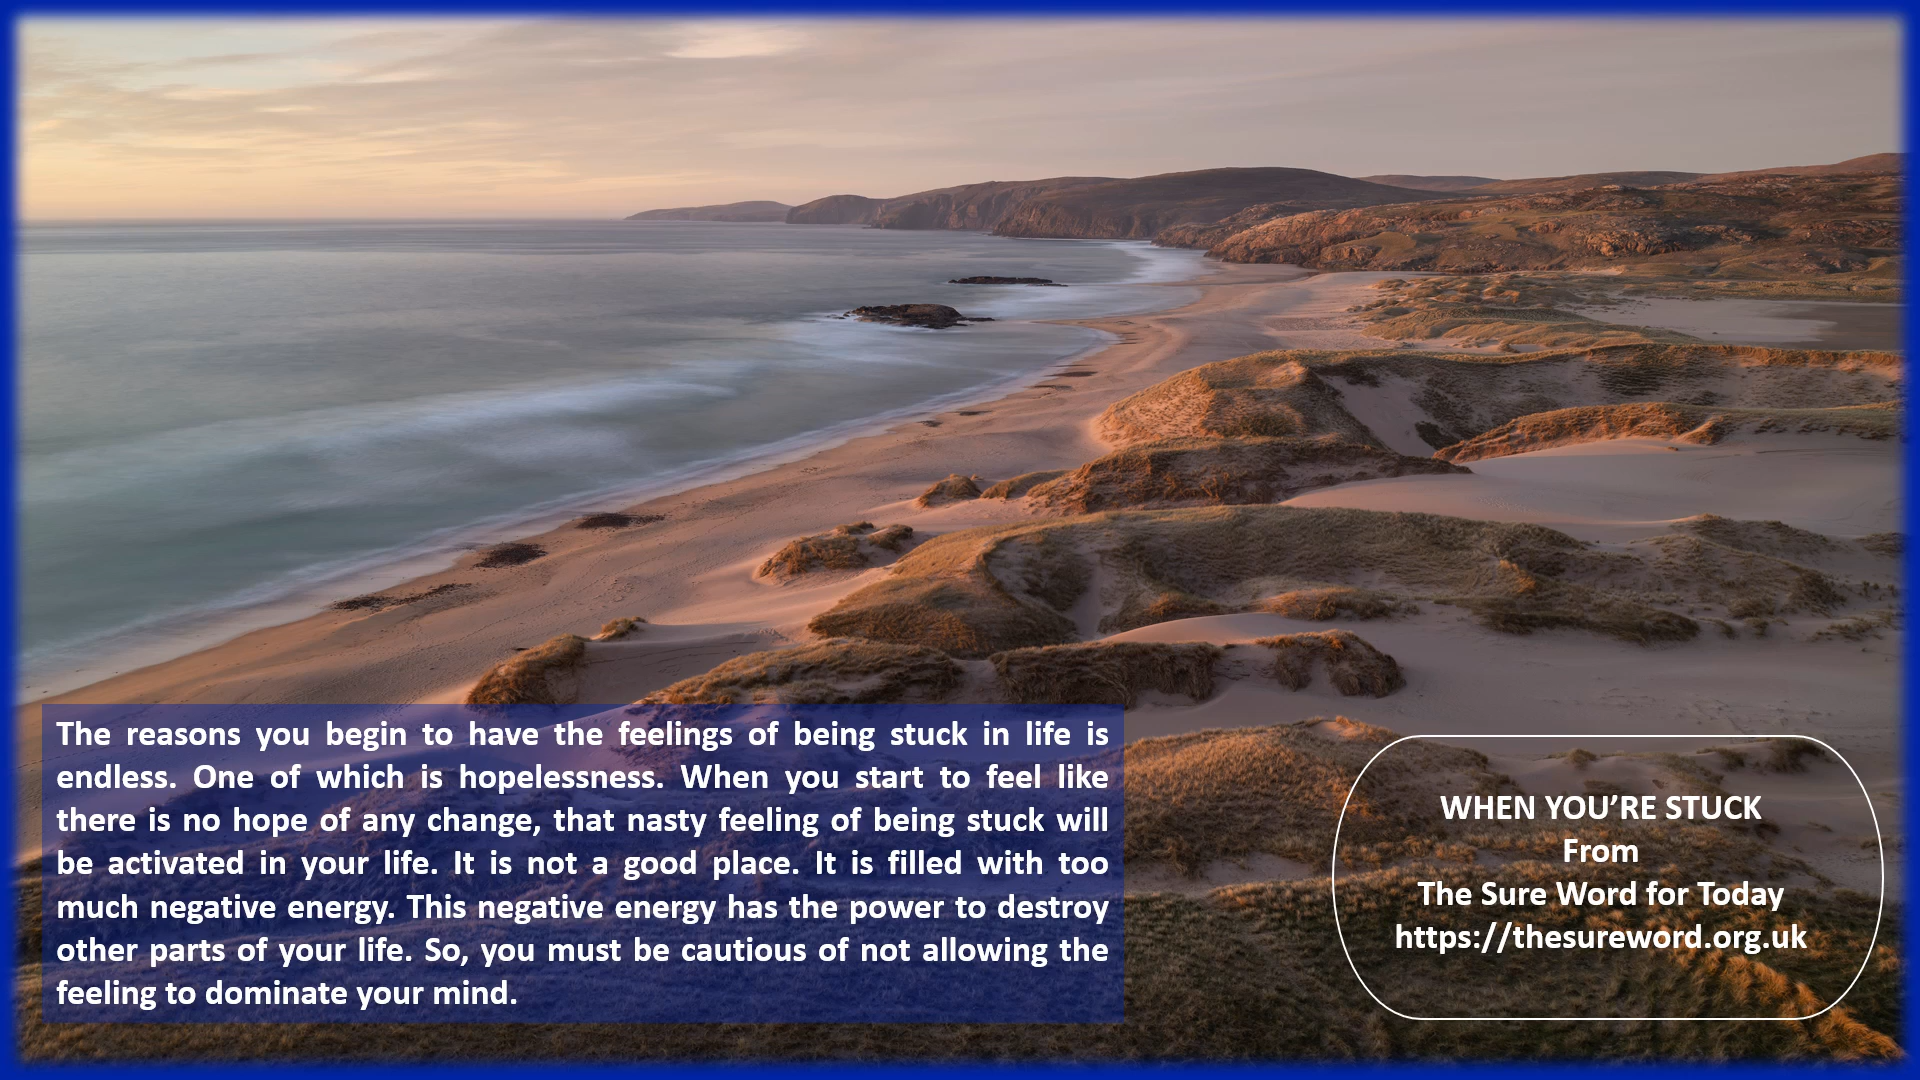 The reasons you begin to have the feelings of being stuck in life is
endless. One of which is hopelessness. When you start to feel like
there is no hope of any change, that nasty feeling of being stuck will
be activated in your life. It is not a good place. It is filled with too
much negative energy. This negative energy has the power to destroy
other parts of your life. So, you must be cautious of not allowing the
feeling to dominate your mind.
WHEN YOU’RE STUCK
From
The Sure Word for Today
https://thesureword.org.uk